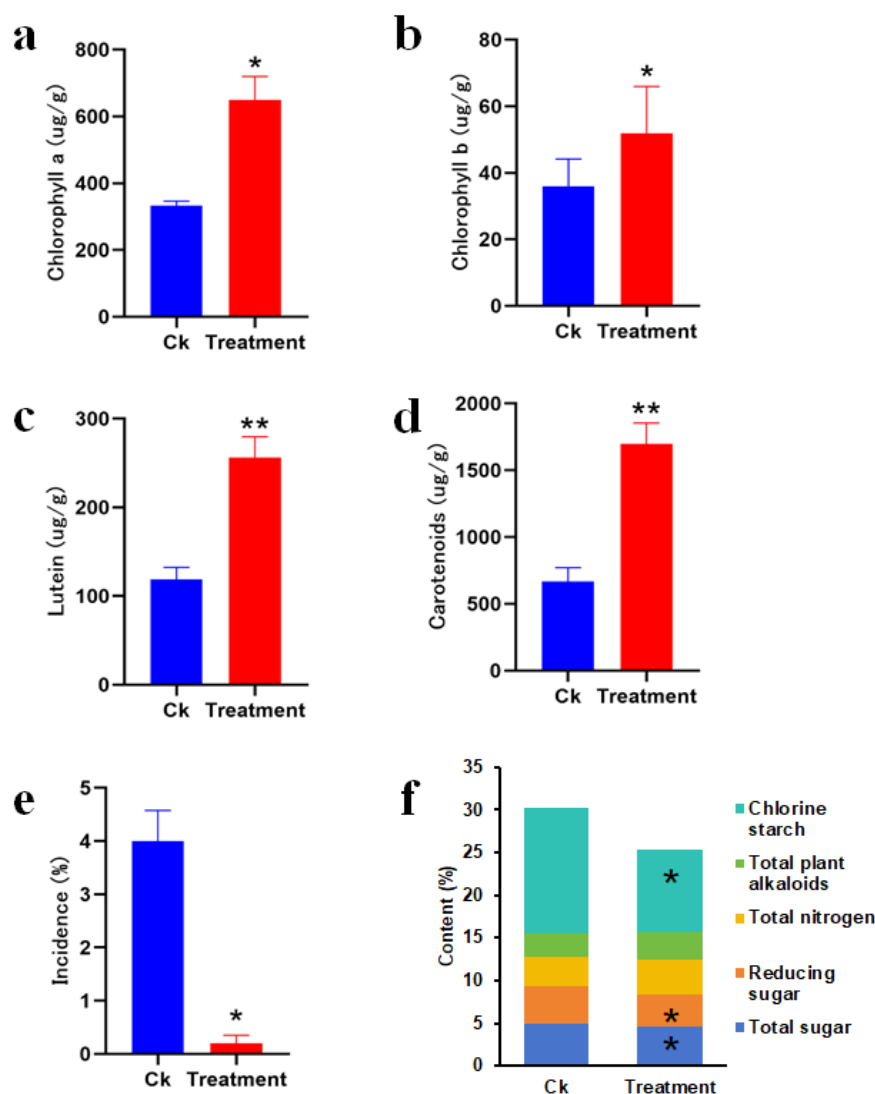 a
800
600
400
200
0
Chlorophyll a (ug/g)
*
Ck Treatment
b
80
60
40
20
0
Chlorophyll b (ug/g)
*
Ck Treatment
c
300
200
100
0
Lutein (ug/g)
**
Ck Treatment
d
2000
1500
1000
500
0
Carotenoids (ug/g)
**
Ck Treatment
e
5
4
3
2
1
0
Incidence (%)
*
Ck Treatment
f
35
30
25
20
15
10
5
0
Content (%)
*
*
*
Ck Treatment
Chlorine
starch
Total plant
alkaloids
Total nitrogen
Reducing
sugar
Total sugar